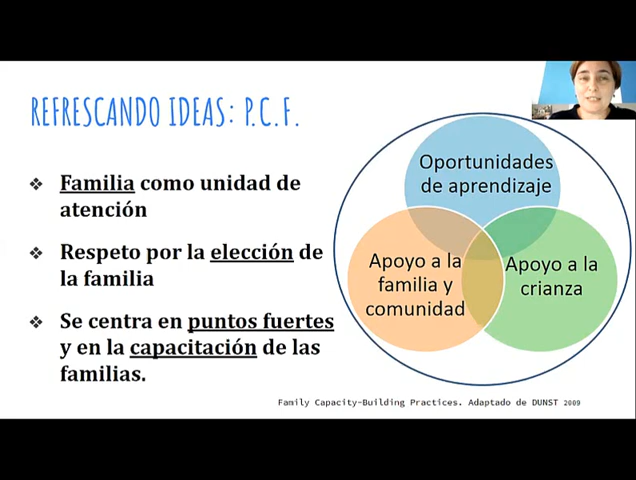 REFRESCANDO IDEAS: P.C.F.
❖ Familia como unidad de
atención
❖ Respeto por la elección de
la familia
❖ Se centra en puntos fuertes
y en la capacitación de las
familias.
Oportunidades
de aprendizaje
Apoyo a la
familia y
comunidad
Apoyo a la
crianza
Family Capacity-Building Practices. Adaptado de DUNST 2009